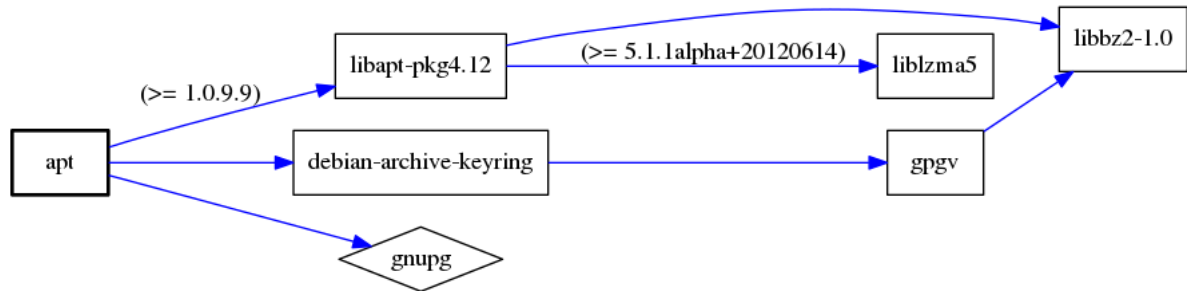 libbz2-1.0
libapt-pkg4.12
(>= 5.1.1alpha+20120614)
liblzma5
(>= 1.0.9.9)
apt
debian-archive-keyring
gpgv
gnupg